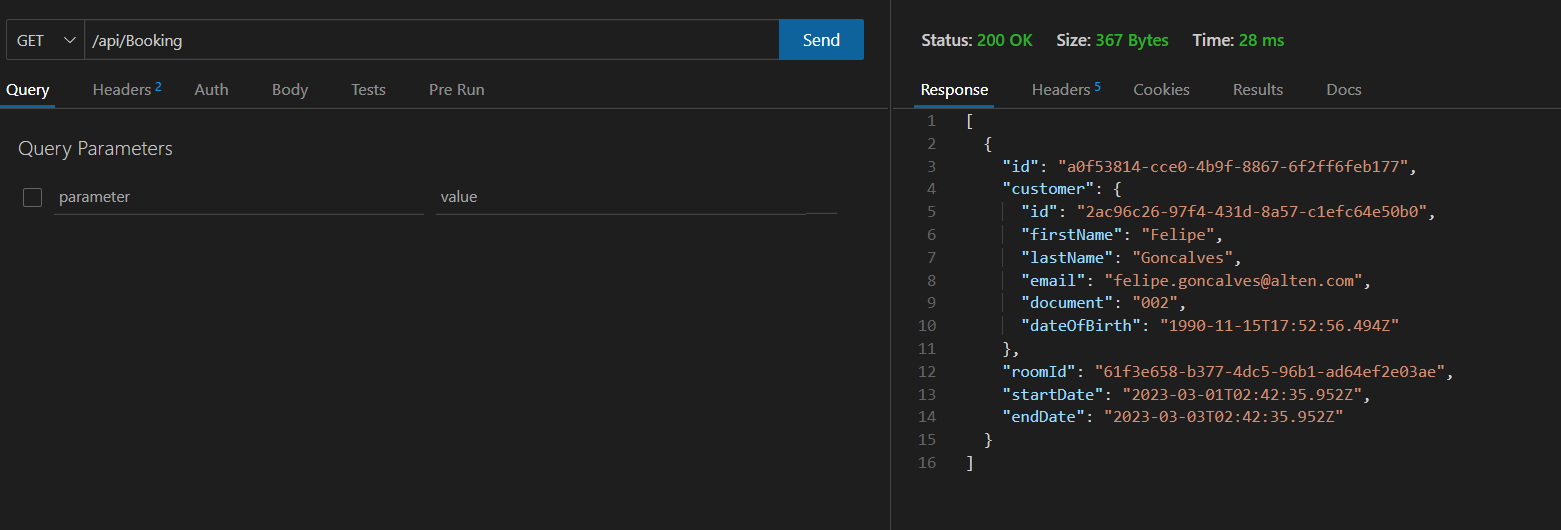 GET /api/Booking Send
Query Headers 2 Auth Body Tests Pre Run
Query Parameters
parameter value
Status: 200 OK Size: 367 Bytes Time: 28 ms
Response Headers 5 Cookies Results Docs
1 [
2 {
3 "id": "a0f53814-cce0-4b9f-8867-6f2ff6feb177",
4 "customer": {
5 "id": "2ac96c26-97f4-431d-8a57-c1efc64e50b0",
6 "firstName": "Felipe",
7 "lastName": "Goncalves",
8 "email": "felipe.goncalves@alten.com",
9 "document": "002",
10 "dateOfBirth": "1990-11-15T17:52:56.494Z"
11 },
12 "roomId": "61f3e658-b377-4dc5-96b1-ad64ef2e03ae",
13 "startDate": "2023-03-01T02:42:35.952Z",
14 "endDate": "2023-03-03T02:42:35.952Z"
15 }
16 ]